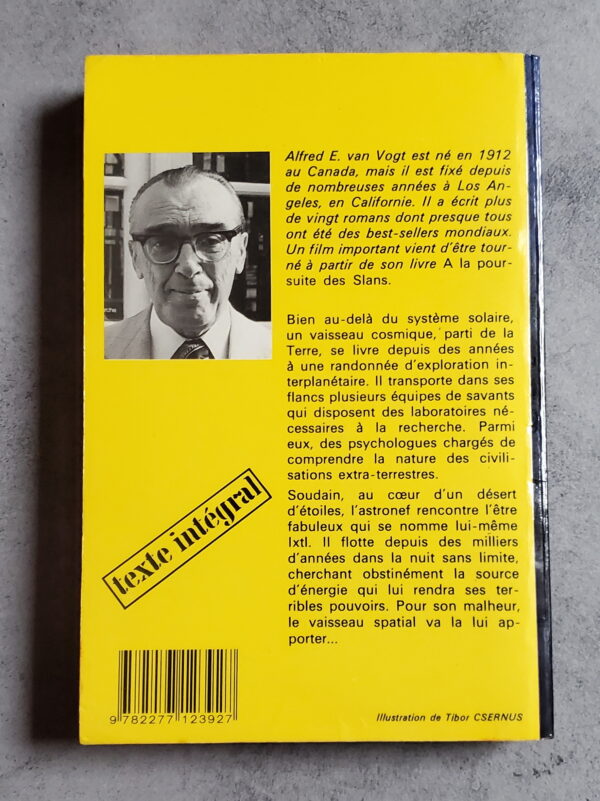 Alfred E. van Vogt est né en 1912
au Canada, mais il est fixé depuis
de nombreuses années à Los An-
geles, en Californie. Il a écrit plus
de vingt romans dont presque tous
ont été des best-sellers mondiaux.
Un film important vient d'être tour-
né à partir de son livre A la pour-
suite des Slans.
Bien au-delà du système solaire,
un vaisseau cosmique, parti de la
Terre, se livre depuis des années
à une randonnée d'exploration in-
terplanétaire. Il transporte dans ses
flancs plusieurs équipes de savants
qui disposent des laboratoires né-
cessaires à la recherche. Parmi
eux, des psychologues chargés de
comprendre la nature des civili-
sations extra-terrestres.
Soudain, au cœur d'un désert
d'étoiles, l'astronef rencontre l'être
fabuleux qui se nomme lui-même
Ixtl. Il flotte depuis des milliers
d'années dans la nuit sans limite,
cherchant obstinément la source
d'énergie qui lui rendra ses ter-
ribles pouvoirs. Pour son malheur,
le vaisseau spatial va la lui ap-
porter...
texte intégral
9 782277 123927
Illustration de Tibor CSERNUS